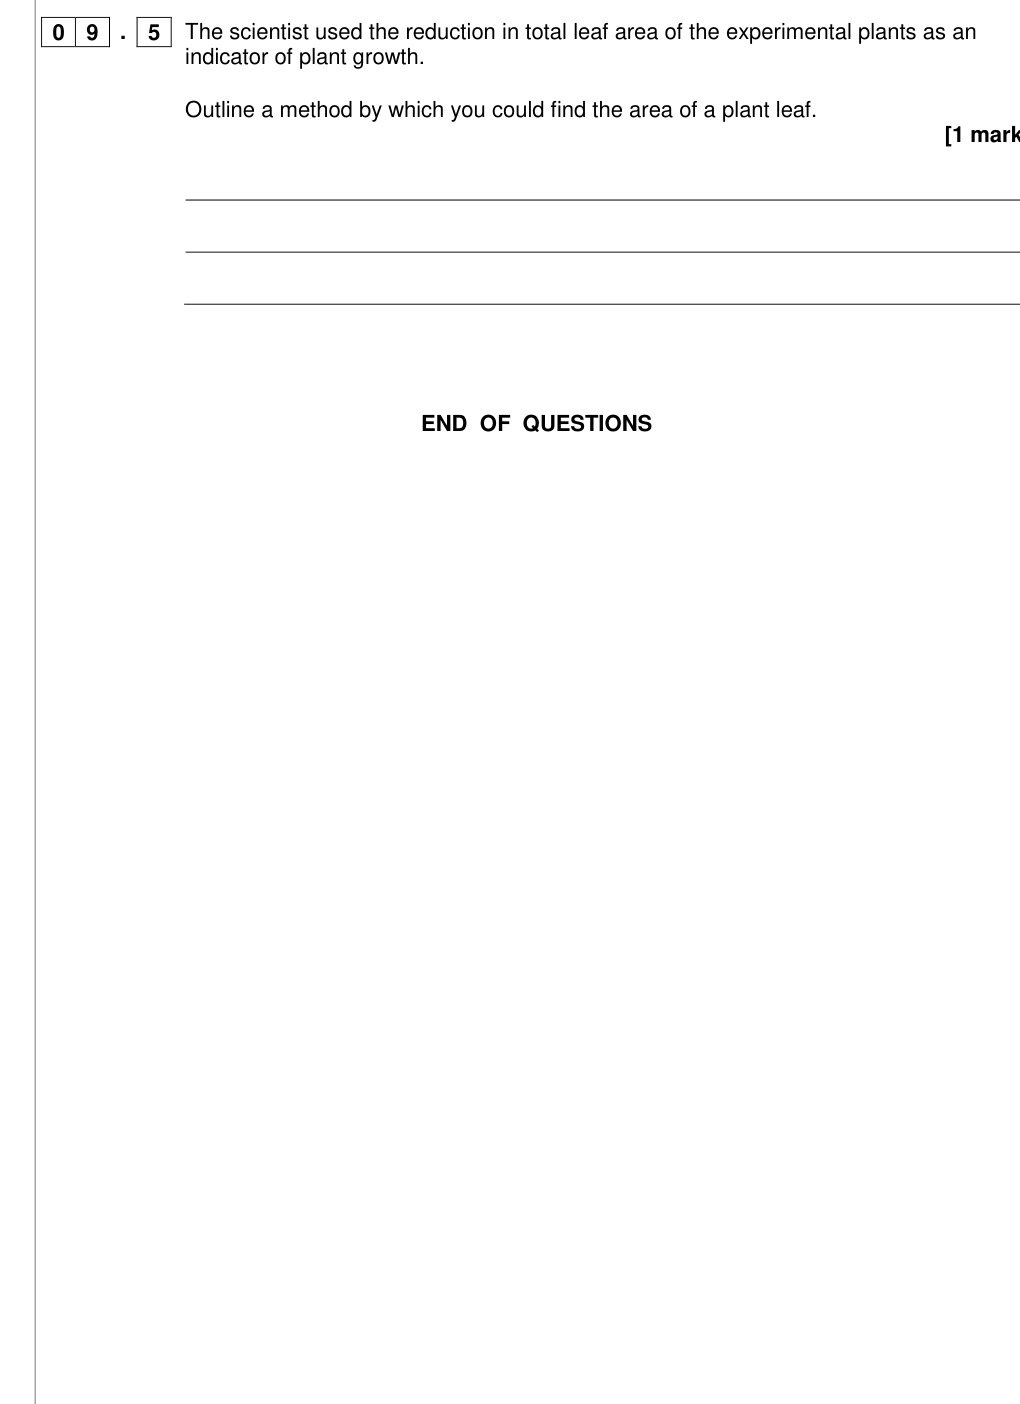 0 9 . 5 The scientist used the reduction in total leaf area of the experimental plants as an
indicator of plant growth.
Outline a method by which you could find the area of a plant leaf.
[1 mark
END OF QUESTIONS